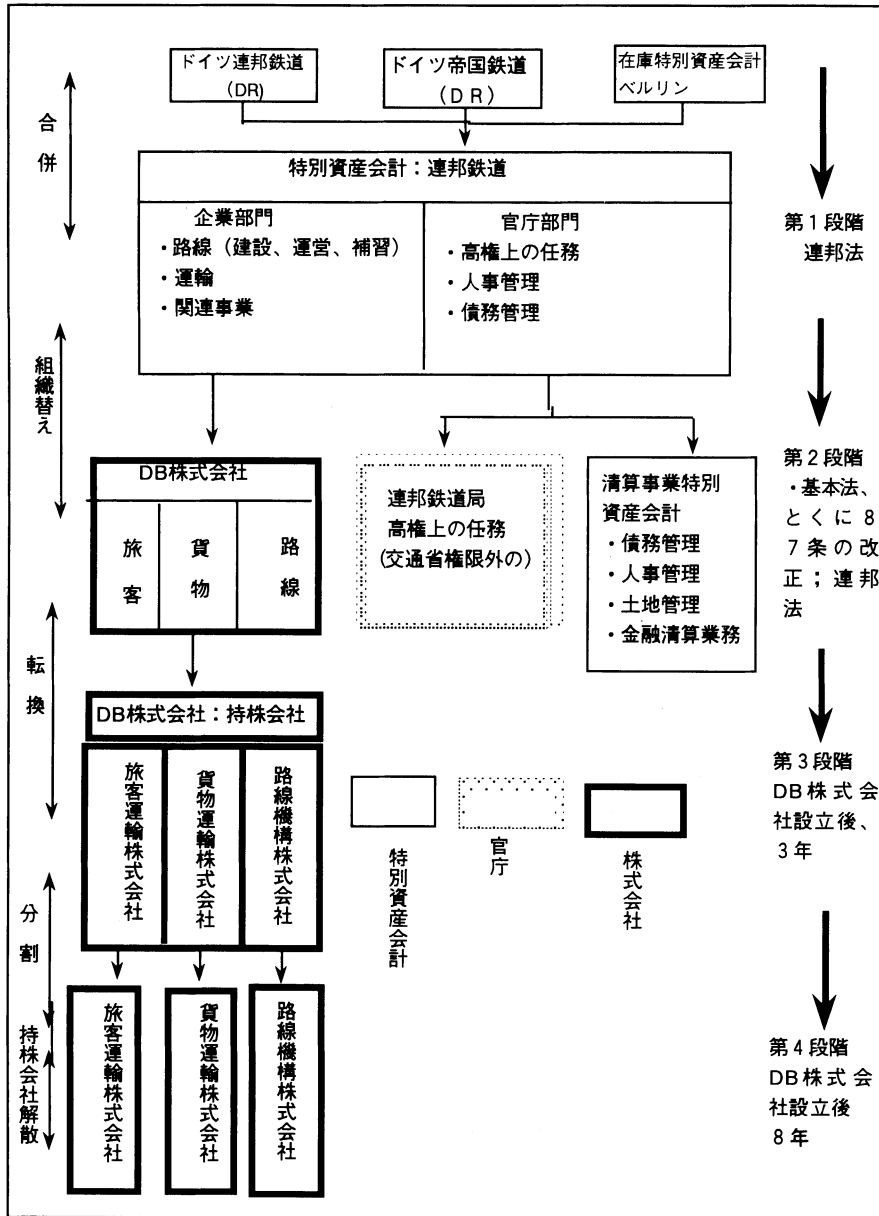 ドイツ連邦鉄道
(DR)
ドイツ帝国鉄道
(DR)
在庫特別資産会計
ベルリン
合併
特別資産会計：連邦鉄道
企業部門
・路線（建設、運営、補習）
・運輸
・関連事業
官庁部門
・高権上の任務
・人事管理
・債務管理
第1段階
連邦法
組織替え
DB株式会社
旅客
貨物
路線
連邦鉄道局
高権上の任務
(交通省権限外の）
清算事業特別
資産会計
・債務管理
・人事管理
・土地管理
・金融清算業務
第2段階
・基本法、
とくに8
7条の改
正；連邦
法
転換
DB株式会社：持株会社
旅客運輸株式会社
貨物運輸株式会社
路線機構株式会社
特別資産会計
官庁
株式会社
第3段階
DB株式会
社設立後、
3年
分割
持株会社解散
旅客運輸株式会社
貨物運輸株式会社
路線機構株式会社
第4段階
DB株式会
社設立後
8年